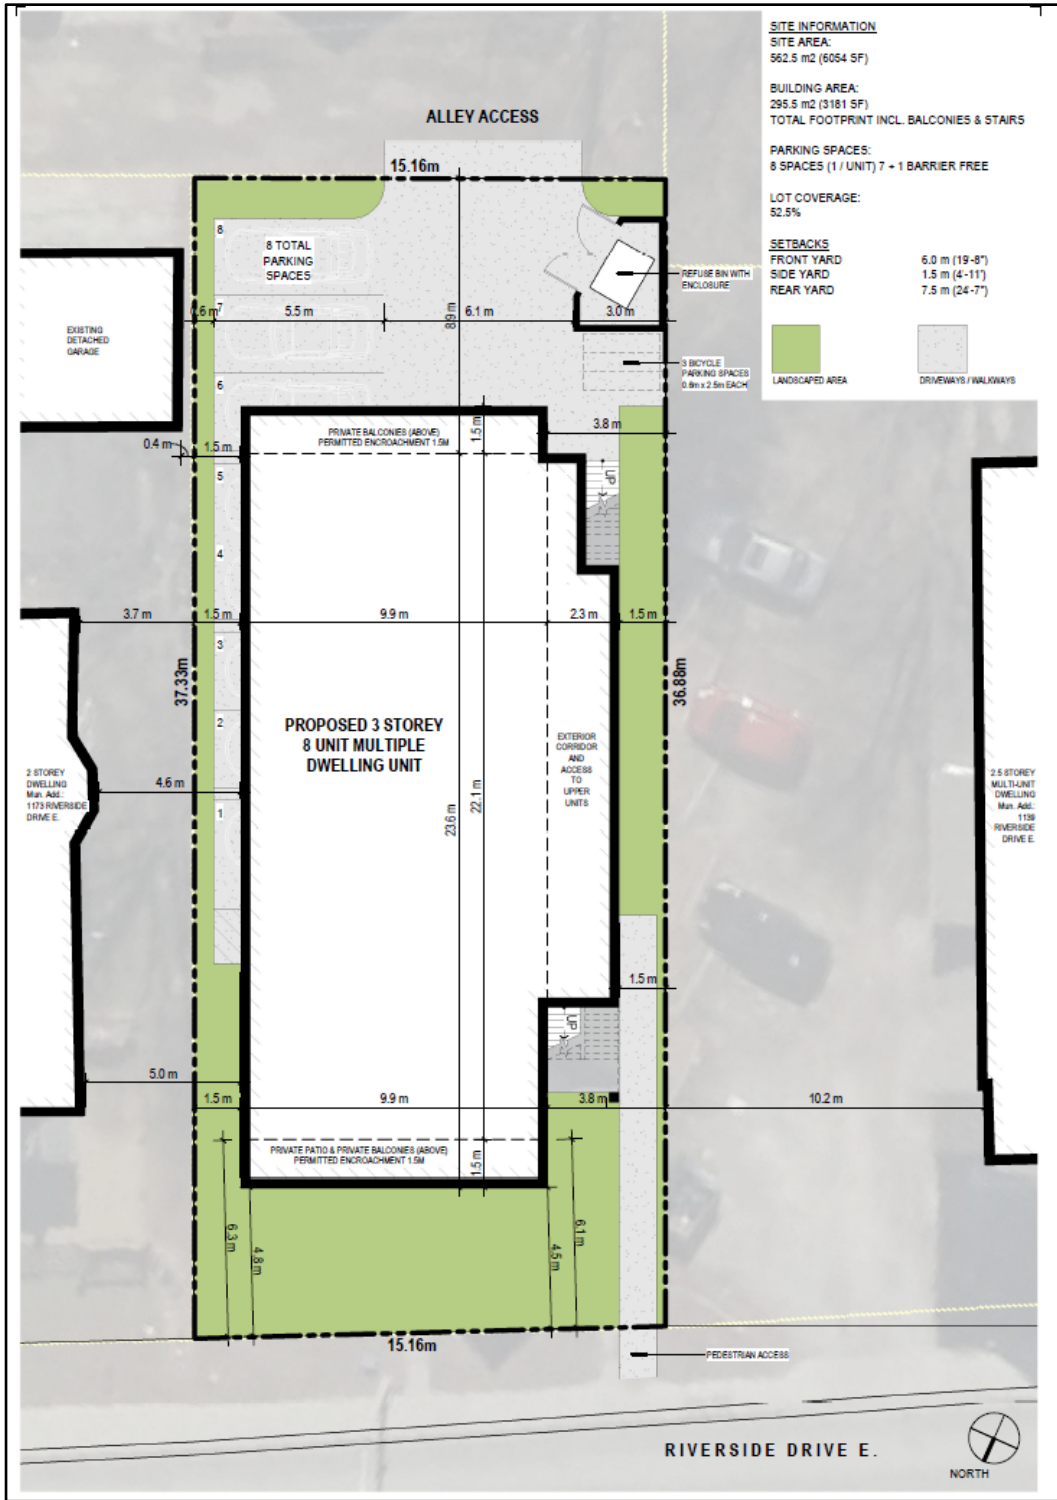 SITE INFORMATION
SITE AREA:
562.5 m2 (6054 SF)
BUILDING AREA:
295.5 m2 (3181 SF)
TOTAL FOOTPRINT INCL. BALCONIES & STAIRS
PARKING SPACES:
8 SPACES (1 / UNIT) 7 + 1 BARRIER FREE
LOT COVERAGE:
52.5%
SETBACKS
FRONT YARD 6.0 m (19'-8")
SIDE YARD 1.5 m (4'-11')
REAR YARD 7.5 m (24'-7")
LANDSCAPED AREA
DRIVEWAYS / WALKWAYS
ALLEY ACCESS
15.16m
8
8 TOTAL
PARKING
SPACES
REFUSE BIN WITH
ENCLOSURE
7
0.6 m
5.5 m
8.9 m
6.1 m
3.0 m
EXISTING
DETACHED
GARAGE
3 BICYCLE
PARKING SPACES
0.6m x 2.5m EACH
6
PRIVATE BALCONIES (ABOVE)
PERMITTED ENCROACHMENT 1.5M
1.5 m
3.8 m
0.4 m
1.5 m
5
UP
4
3.7 m
1.5 m
9.9 m
2.3 m
1.5 m
3
37.33m
36.88m
2
PROPOSED 3 STOREY
8 UNIT MULTIPLE
DWELLING UNIT
EXTERIOR
CORRIDOR
AND
ACCESS
TO
UPPER
UNITS
2 STOREY
DWELLING
Mun. Add.:
1173 RIVERSIDE
DRIVE E.
4.6 m
1
23.6 m
22.1 m
2.5 STOREY
MULTI-UNIT
DWELLING
Mun. Add.:
1139
RIVERSIDE
DRIVE E.
1.5 m
UP
5.0 m
1.5 m
9.9 m
3.8 m
10.2 m
PRIVATE PATIO & PRIVATE BALCONIES (ABOVE)
PERMITTED ENCROACHMENT 1.5M
1.5 m
6.3 m
4.8 m
4.5 m
6.1 m
15.16m
PEDESTRIAN ACCESS
RIVERSIDE DRIVE E.
NORTH